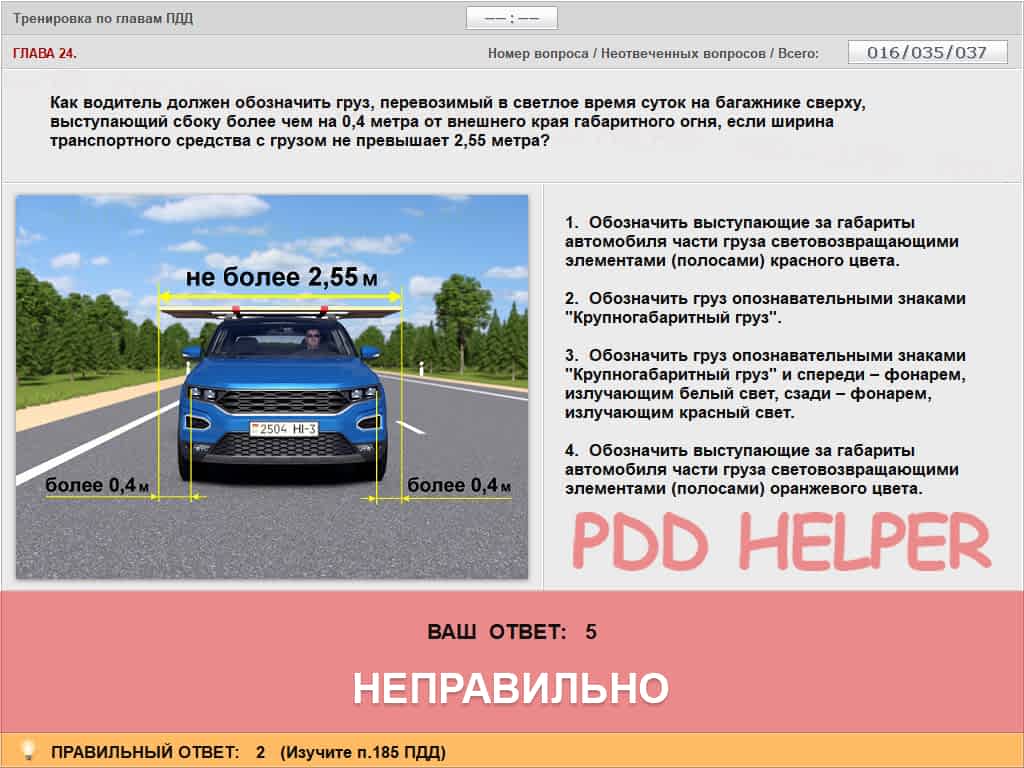 Тренировка по главам ПДД
—— : ——
ГЛАВА 24.
Номер вопроса / Неотвеченных вопросов / Всего:
016/035/037
Как водитель должен обозначить груз, перевозимый в светлое время суток на багажнике сверху,
выступающий сбоку более чем на 0,4 метра от внешнего края габаритного огня, если ширина
транспортного средства с грузом не превышает 2,55 метра?
не более 2,55 м
2504 HI-3
более 0,4 м
более 0,4 м
1. Обозначить выступающие за габариты
автомобиля части груза световозвращающими
элементами (полосами) красного цвета.
2. Обозначить груз опознавательными знаками
"Крупногабаритный груз".
3. Обозначить груз опознавательными знаками
"Крупногабаритный груз" и спереди – фонарем,
излучающим белый свет, сзади – фонарем,
излучающим красный свет.
4. Обозначить выступающие за габариты
автомобиля части груза световозвращающими
элементами (полосами) оранжевого цвета.
PDD HELPER
ВАШ ОТВЕТ: 5
НЕПРАВИЛЬНО
ПРАВИЛЬНЫЙ ОТВЕТ: 2 (Изучите п.185 ПДД)